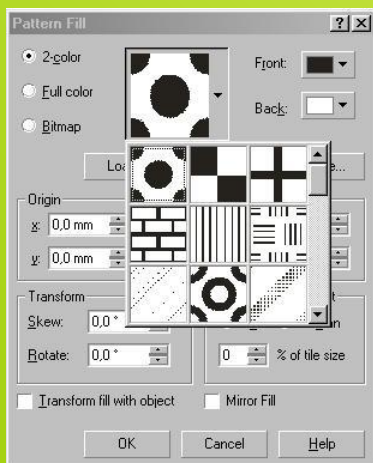 Pattern Fill
2-color
Front:
Full color
Back:
Bitmap
Origin
x: 0,0 mm
y: 0,0 mm
Transform
Skew: 0,0 °
Rotate: 0,0 °
0 % of tile size
Transform fill with object
Mirror Fill
OK Cancel Help